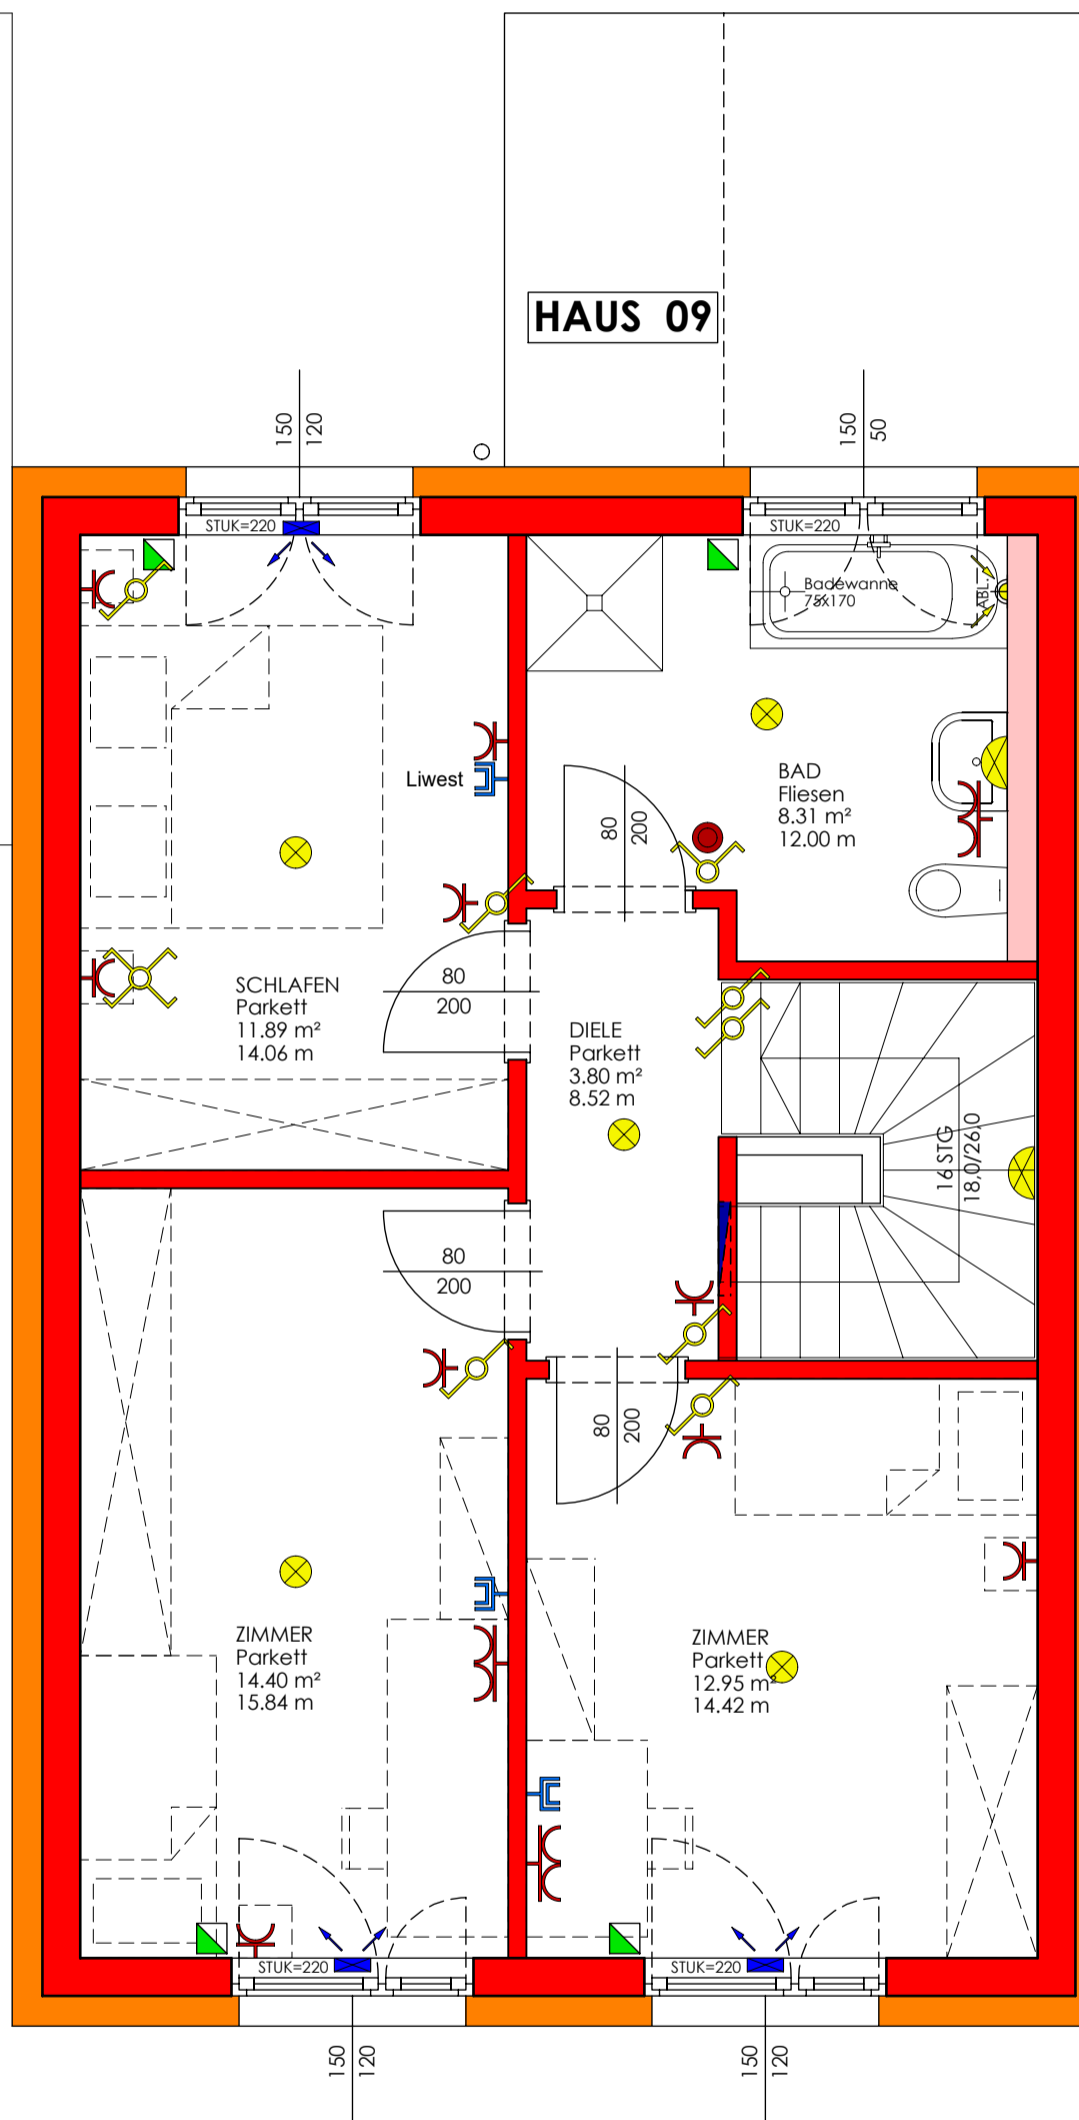 HAUS 09
150
120
150
50
STUK=220
STUK=220
Badewanne
75x170
ABL.
Liwest
BAD
Fliesen
8.31 m²
12.00 m
80
200
SCHLAFEN
Parkett
11.89 m²
14.06 m
80
200
DIELE
Parkett
3.80 m²
8.52 m
16 STG
18,0/26,0
80
200
80
200
ZIMMER
Parkett
14.40 m²
15.84 m
ZIMMER
Parkett
12.95 m²
14.42 m
STUK=220
STUK=220
150
120
150
120